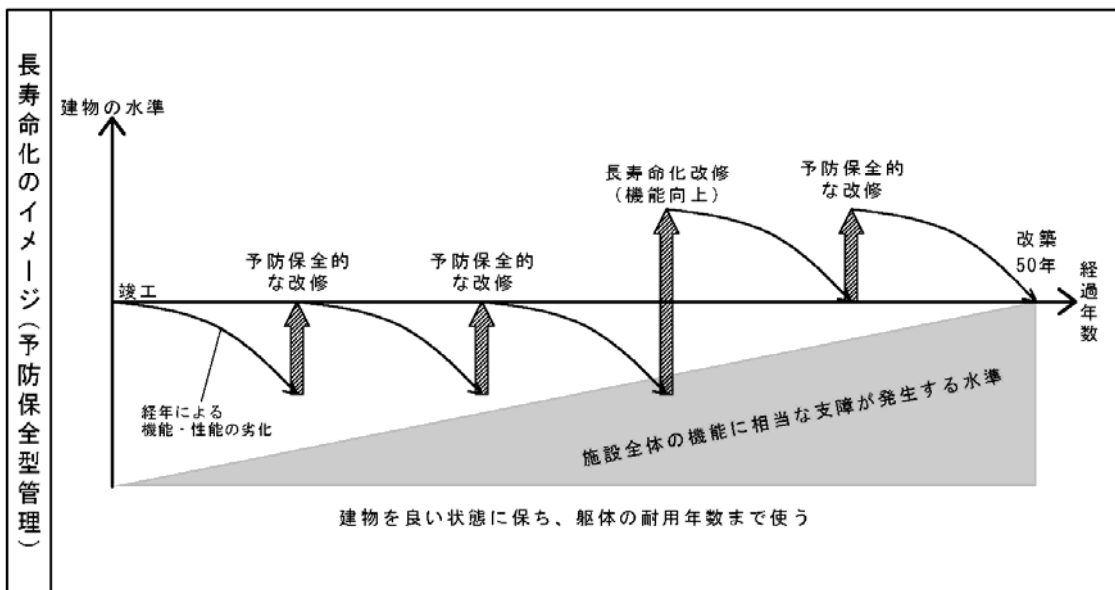 長寿命化のイメージ(予防保全型管理)
建物の水準
長寿命化改修
(機能向上)
予防保全的
な改修
予防保全的
な改修
予防保全的
な改修
改築
50年
経過年数
竣工
経年による
機能・性能の劣化
施設全体の機能に相当な支障が発生する水準
建物を良い状態に保ち、躯体の耐用年数まで使う